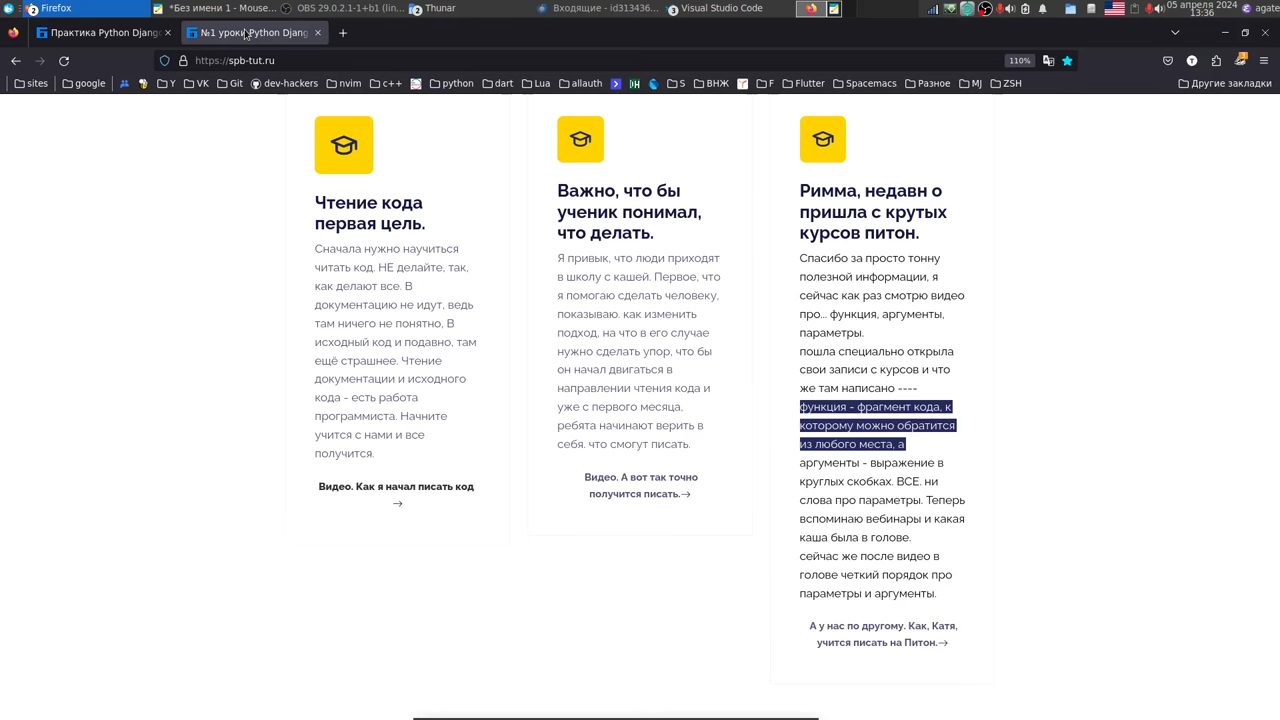 Firefox
*Без имени 1 - Mouse...
OBS 29.0.2.1-1+b1 (lin...
Thunar
Входящие - id313436...
Visual Studio Code
05 апреля 2024
13:36
agate
Практика Python Djang
№1 уроки Python Djang
https://spb-tut.ru
110%
sites
google
Y
VK
Git
dev-hackers
nvim
c++
python
dart
Lua
allauth
S
ВНЖ
F
Flutter
Spacemacs
Разное
MJ
ZSH
Другие закладки
Чтение кода
первая цель.
Сначала нужно научиться
читать код. НЕ делайте, так,
как делают все. В
документацию не идут, ведь
там ничего не понятно, В
исходный код и подавно, там
ещё страшнее. Чтение
документации и исходного
кода - есть работа
программиста. Начните
учится с нами и все
получится.
Видео. Как я начал писать код
→
Важно, что бы
ученик понимал,
что делать.
Я привык, что люди приходят
в школу с кашей. Первое, что
я помогаю сделать человеку,
показываю. как изменить
подход, на что в его случае
нужно сделать упор, что бы
он начал двигаться в
направлении чтения кода и
уже с первого месяца,
ребята начинают верить в
себя. что смогут писать.
Видео. А вот так точно
получится писать.→
Римма, недавн о
пришла с крутых
курсов питон.
Спасибо за просто тонну
полезной информации, я
сейчас как раз смотрю видео
про... функция, аргументы,
параметры.
пошла специально открыла
свои записи с курсов и что
же там написано ----
функция - фрагмент кода, к
которому можно обратится
из любого места, а
аргументы - выражение в
круглых скобках. ВСЕ. ни
слова про параметры. Теперь
вспоминаю вебинары и какая
каша была в голове.
сейчас же после видео в
голове четкий порядок про
параметры и аргументы.
А у нас по другому. Как, Катя,
учится писать на Питон.→